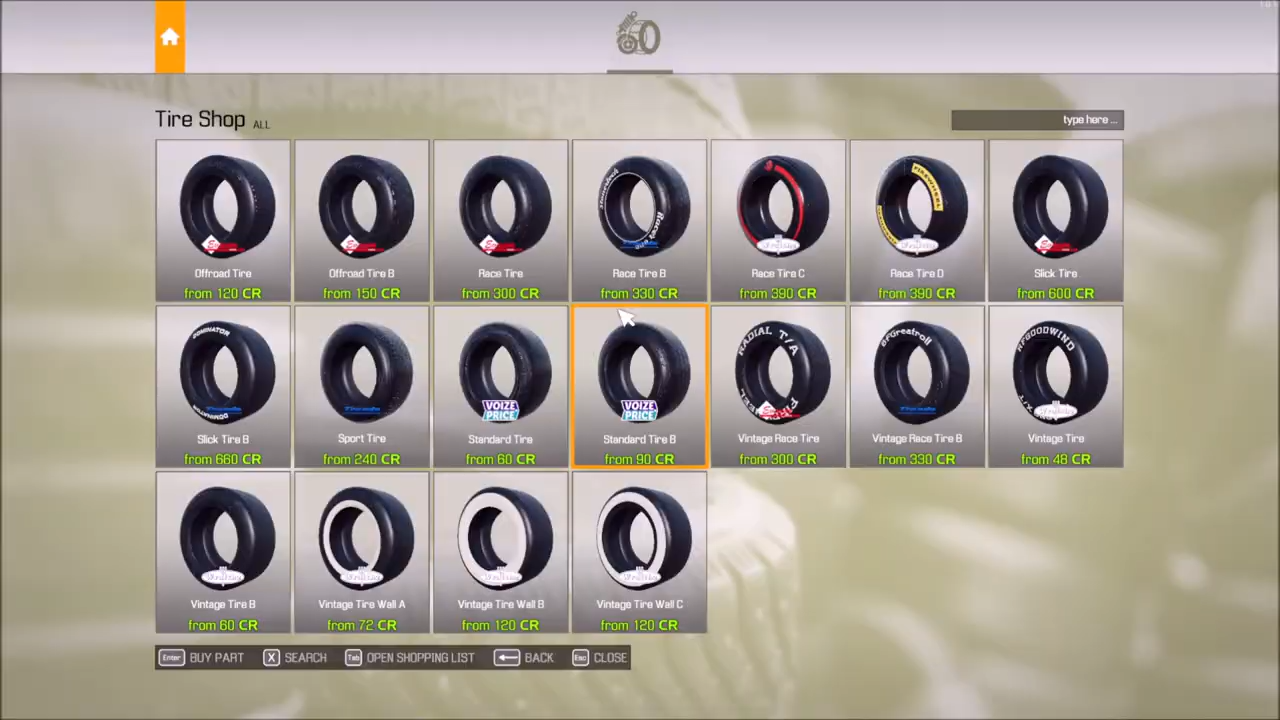 Tire Shop ALL
type here ...
Offroad Tire
from 120 CR
Offroad Tire B
from 150 CR
Race Tire
from 300 CR
Race Tire B
from 330 CR
Race Tire C
from 390 CR
Race Tire D
from 390 CR
Slick Tire
from 600 CR
DOMINATOR
DOMINATOR
Slick Tire B
from 660 CR
Sport Tire
from 240 CR
VOIZE
PRICE
Standard Tire
from 60 CR
VOIZE
PRICE
Standard Tire B
from 90 CR
RADIAL T/A
Vintage Race Tire
from 300 CR
Vintage Race Tire B
from 330 CR
Vintage Tire
from 48 CR
Vintage Tire B
from 60 CR
Vintage Tire Wall A
from 72 CR
Vintage Tire Wall B
from 120 CR
Vintage Tire Wall C
from 120 CR
Enter BUY PART X SEARCH Tab OPEN SHOPPING LIST BACK Esc CLOSE